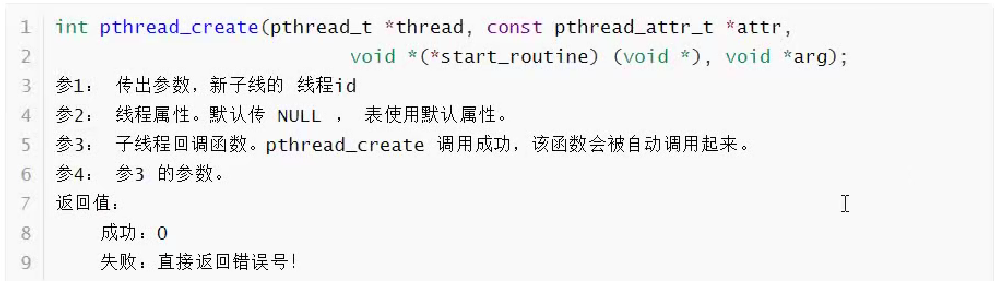 1 int pthread_create(pthread_t *thread, const pthread_attr_t *attr,
2 void *(*start_routine) (void *), void *arg);
3 参1： 传出参数，新子线的 线程id
4 参2： 线程属性。默认传 NULL ， 表使用默认属性。
5 参3： 子线程回调函数。pthread_create 调用成功，该函数会被自动调用起来。
6 参4： 参3 的参数。
7 返回值：
8 成功：0
9 失败：直接返回错误号！